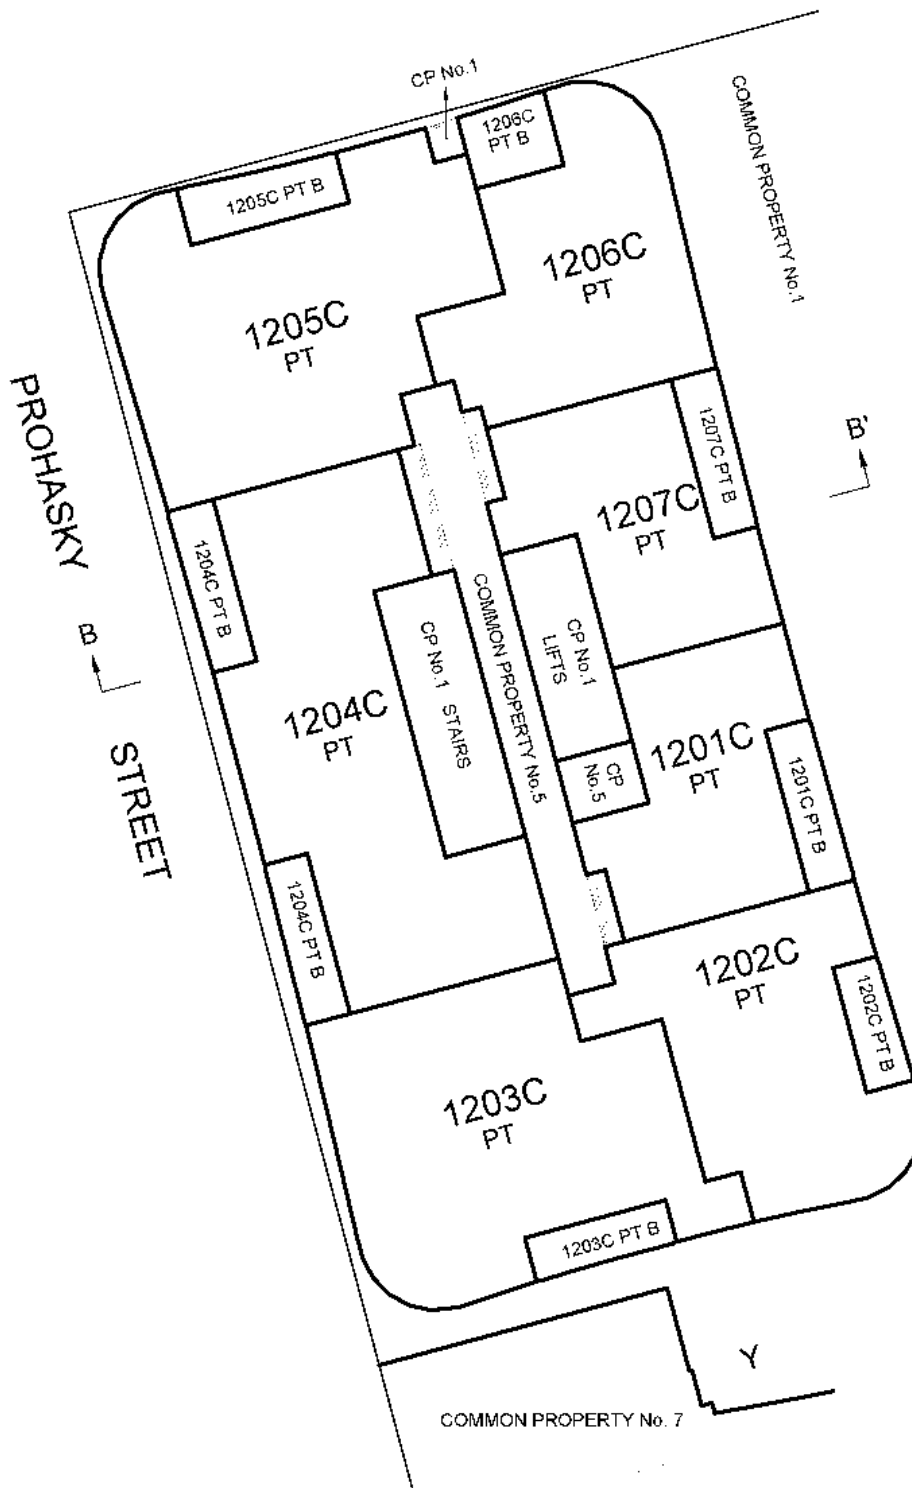 CP No.1
COMMON PROPERTY No.1
1206C
PT B
1205C PT B
1206C
PT
1205C
PT
PROHASKY
STREET
1207C PT B
B'
1207C
PT
1204C PT B
B
CP No.1
LIFTS
COMMON PROPERTY No.5
CP No.1 STAIRS
1204C
PT
1201C
PT
CP
No.5
1201C PT B
1204C PT B
1202C
PT
1202C PT B
1203C
PT
1203C PT B
Y
COMMON PROPERTY No. 7